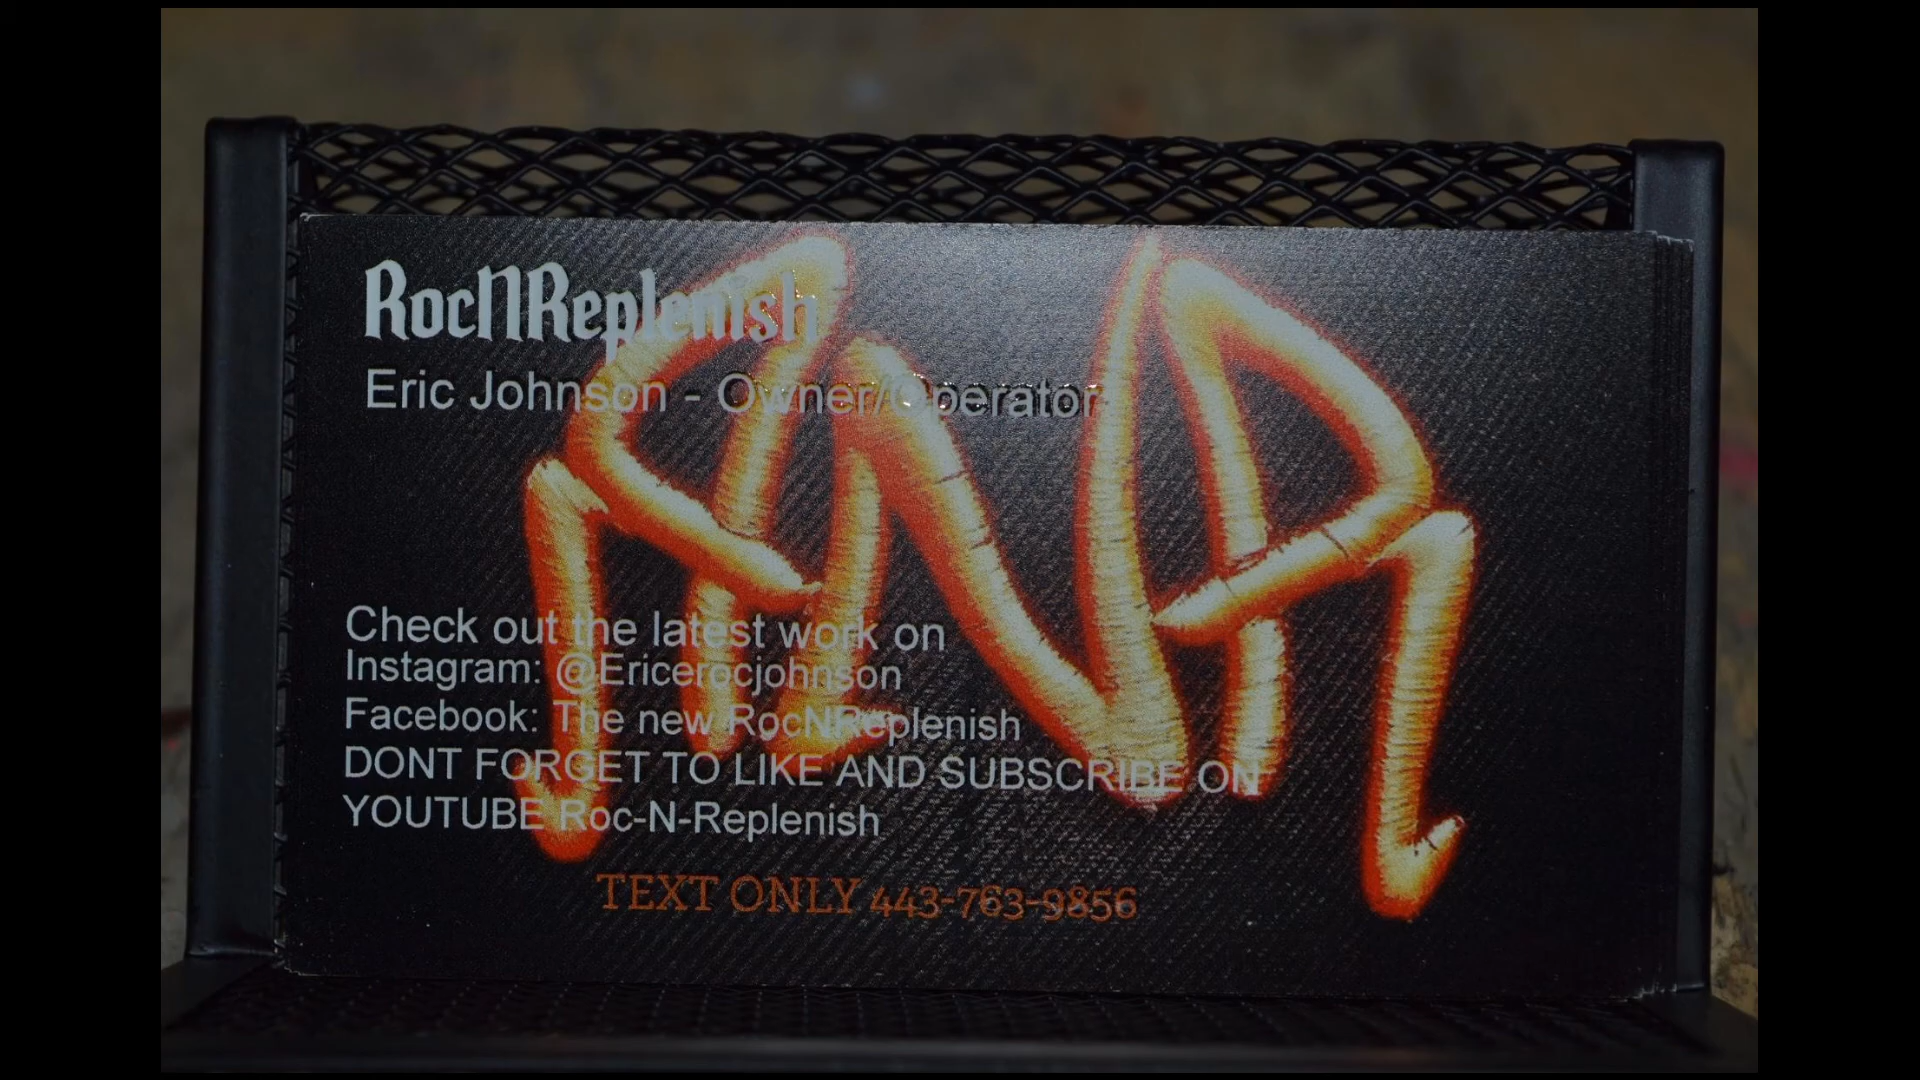 RocNReplenish
Eric Johnson - Owner/Operator
RNR
Check out the latest work on
Instagram: @Ericerocjohnson
Facebook: The new RocNReplenish
DONT FORGET TO LIKE AND SUBSCRIBE ON
YOUTUBE Roc-N-Replenish
TEXT ONLY 443-763-9856